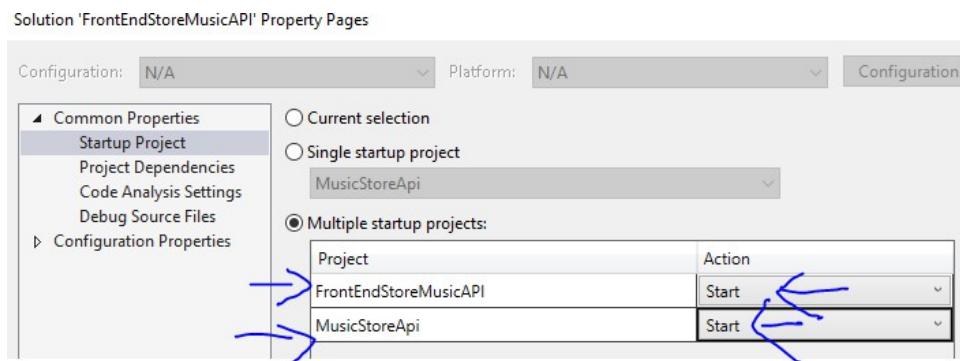 Solution 'FrontEndStoreMusicAPI' Property Pages
Configuration: N/A Platform: N/A Configuration
Common Properties
Startup Project
Project Dependencies
Code Analysis Settings
Debug Source Files
Configuration Properties
Current selection
Single startup project
MusicStoreApi
Multiple startup projects:
Project Action
FrontEndStoreMusicAPI Start
MusicStoreApi Start